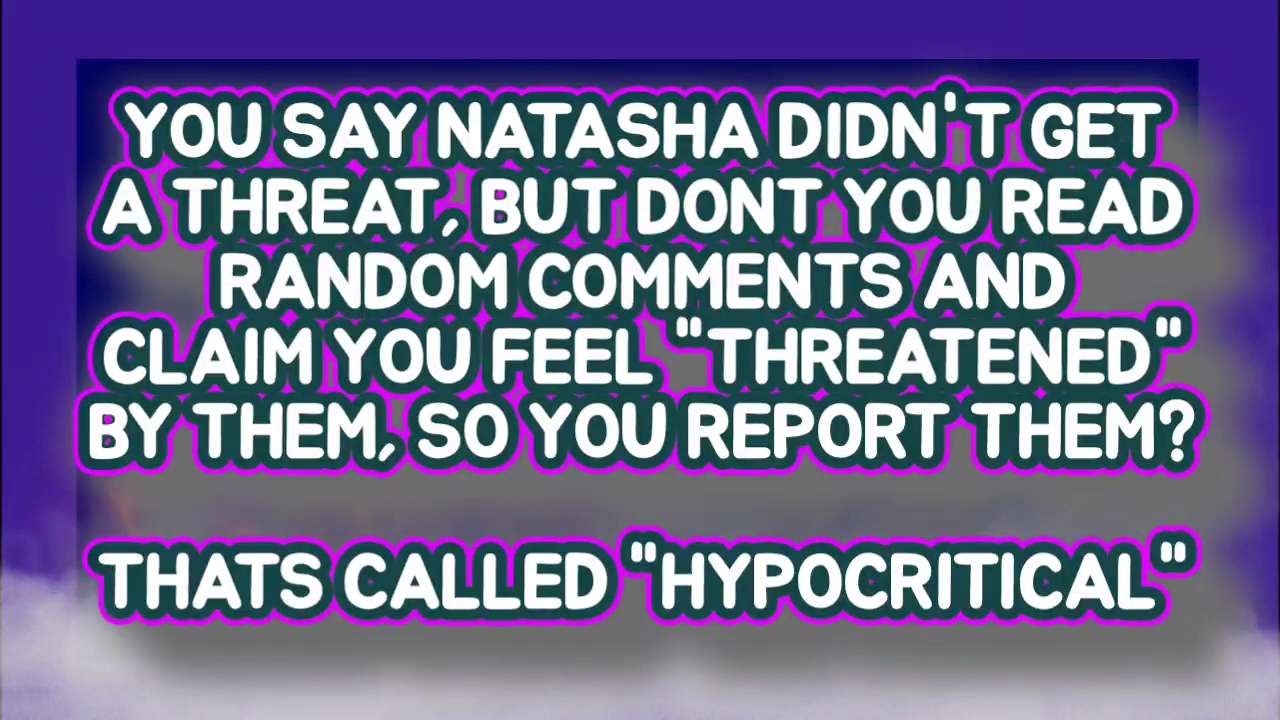 YOU SAY NATASHA DIDN'T GET
A THREAT, BUT DONT YOU READ
RANDOM COMMENTS AND
CLAIM YOU FEEL "THREATENED"
BY THEM, SO YOU REPORT THEM?
THATS CALLED "HYPOCRITICAL"